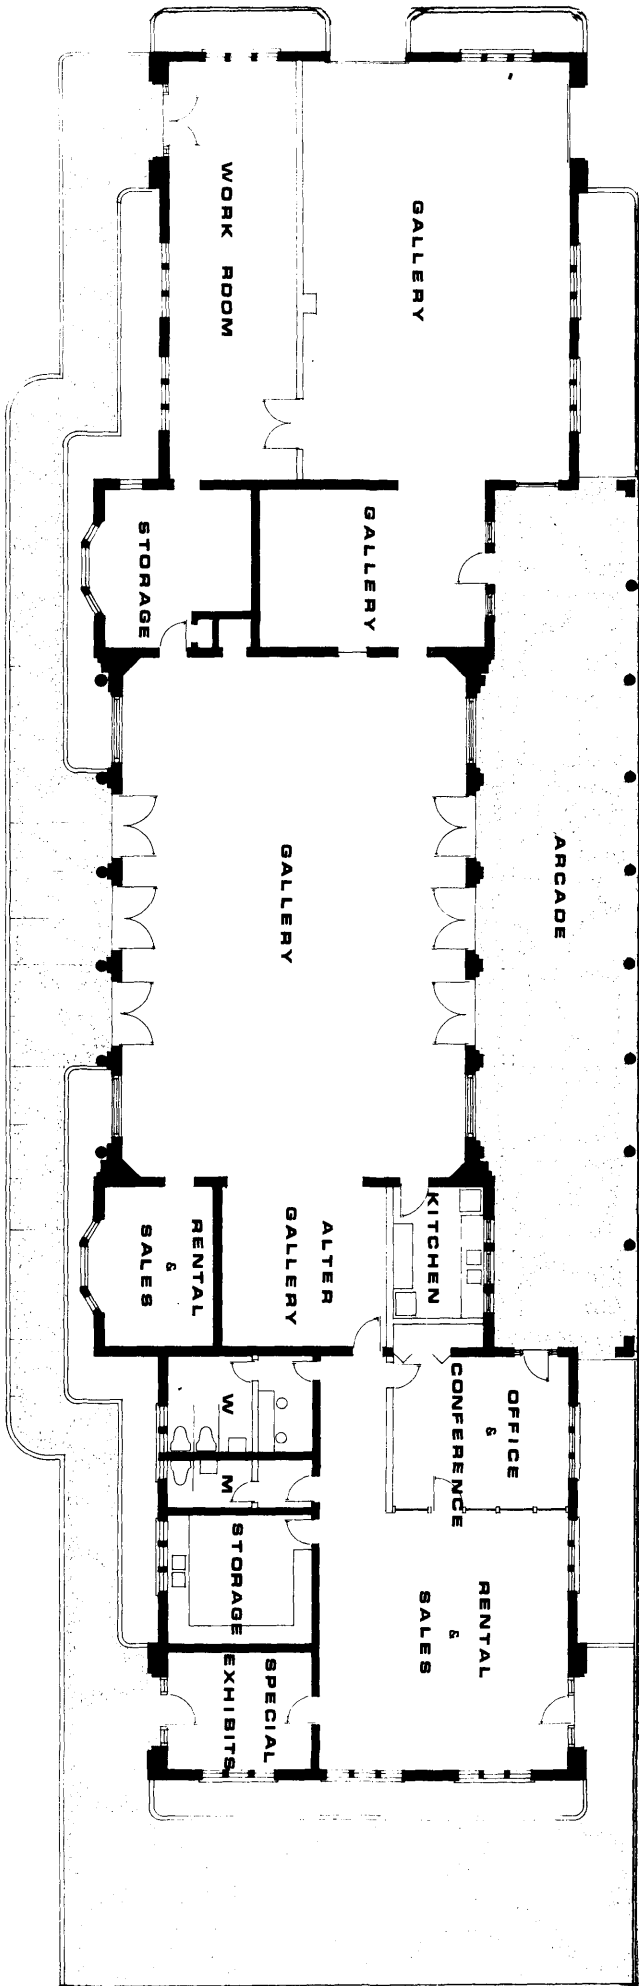 WORK ROOM
GALLERY
STORAGE
GALLERY
GALLERY
ARCADE
RENTAL
&
SALES
ALTER
GALLERY
KITCHEN
W
M
OFFICE
&
CONFERENCE
STORAGE
RENTAL
&
SALES
SPECIAL
EXHIBITS